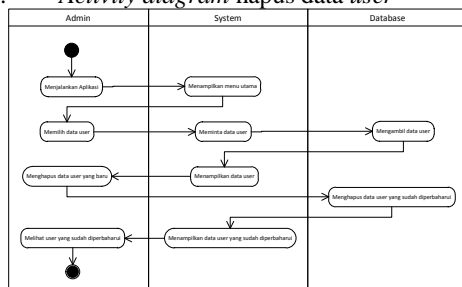 Activity diagram hapus data user
Admin System Database
Menjalankan Aplikasi Menampilkan menu utama
Memilih data user Meminta data user Mengambil data user
Menghapus data user yang baru Menampilkan data user
Menghapus data user yang sudah diperbaharui
Melihat user yang sudah diperbaharui Menampilkan data user yang sudah diperbaharui